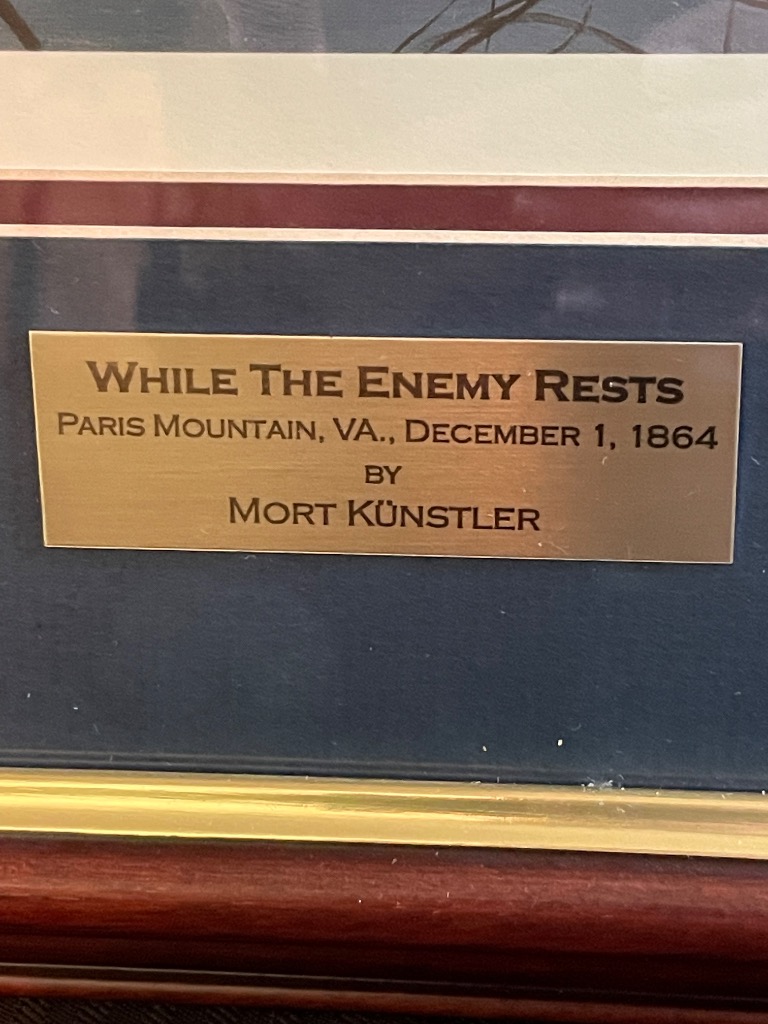 While The Enemy Rests
Paris Mountain, VA., December 1, 1864
by
Mort Künstler